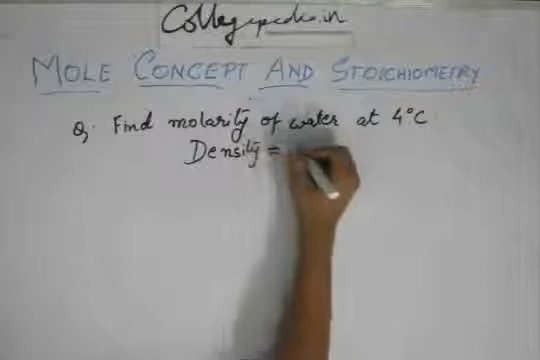 Collegepedia.in
MOLE CONCEPT AND STOICHIOMETRY
Q. Find molarity of water at 4°C.
Density =